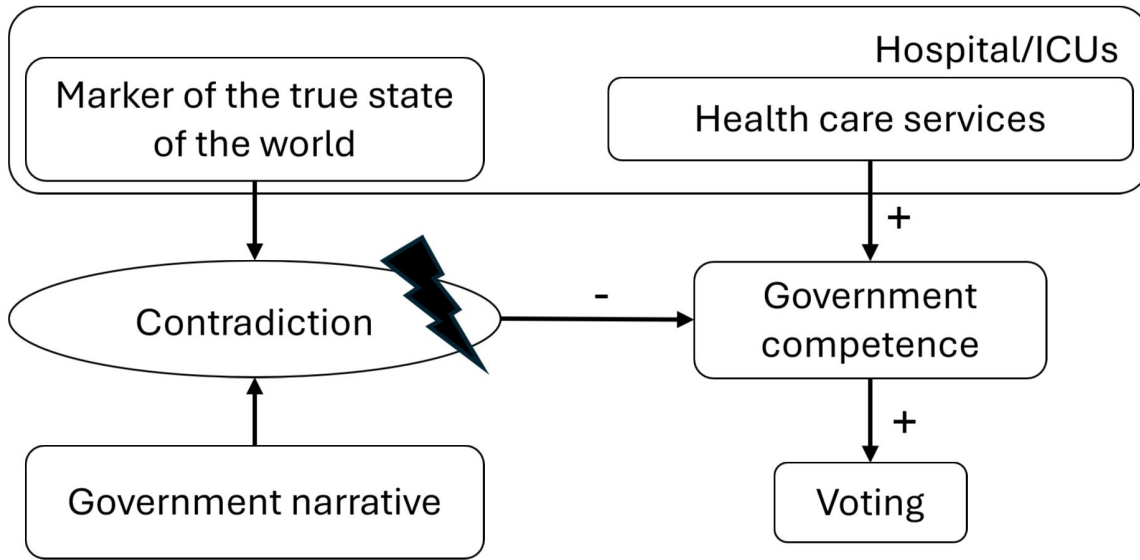 Hospital/ICUs
Marker of the true state
of the world
Health care services
+
Contradiction
-
Government
competence
+
Government narrative
Voting